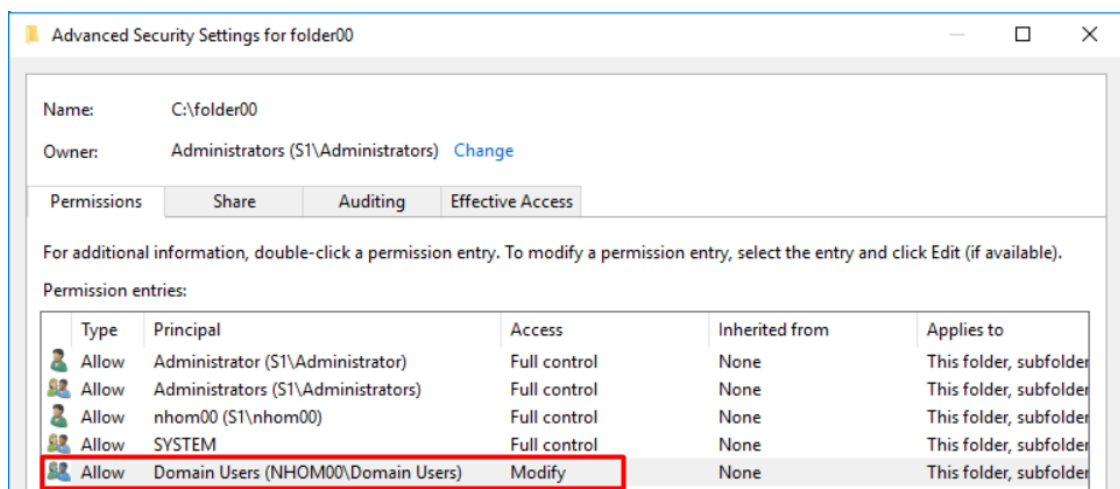 Advanced Security Settings for folder00
Name: C:\folder00
Owner: Administrators (S1\Administrators) Change
Permissions Share Auditing Effective Access
For additional information, double-click a permission entry. To modify a permission entry, select the entry and click Edit (if available).
Permission entries:
Type Principal Access Inherited from Applies to
Allow Administrator (S1\Administrator) Full control None This folder, subfolder
Allow Administrators (S1\Administrators) Full control None This folder, subfolder
Allow nhom00 (S1\nhom00) Full control None This folder, subfolder
Allow SYSTEM Full control None This folder, subfolder
Allow Domain Users (NHOM00\Domain Users) Modify None This folder, subfolder